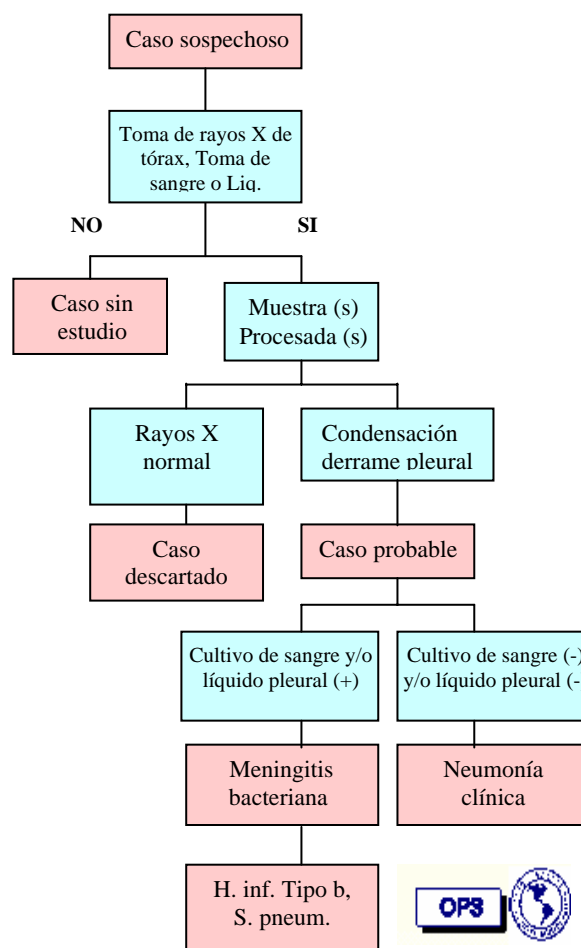 Caso sospechoso
Toma de rayos X de
tórax, Toma de
sangre o Liq.
NO
SI
Caso sin
estudio
Muestra (s)
Procesada (s)
Rayos X
normal
Condensación
derrame pleural
Caso
descartado
Caso probable
Cultivo de sangre y/o
líquido pleural (+)
Cultivo de sangre (-)
y/o líquido pleural (-
Meningitis
bacteriana
Neumonía
clínica
H. inf. Tipo b,
S. pneum.
OPS